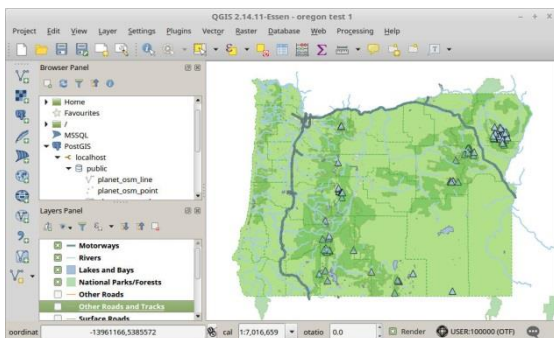 QGIS 2.14.11-Essen - oregon test 1
Project Edit View Layer Settings Plugins Vector Raster Database Web Processing Help
Browser Panel
Home
Favourites
/
MSSQL
PostGIS
localhost
public
planet_osm_line
planet_osm_point
Layers Panel
Motorways
Rivers
Lakes and Bays
National Parks/Forests
Other Roads
Other Roads and Tracks
Surface Roads
oordinat -13961166,5385572 cal 1:7,016,659 otatio 0.0 Render USER:100000 (OTF)